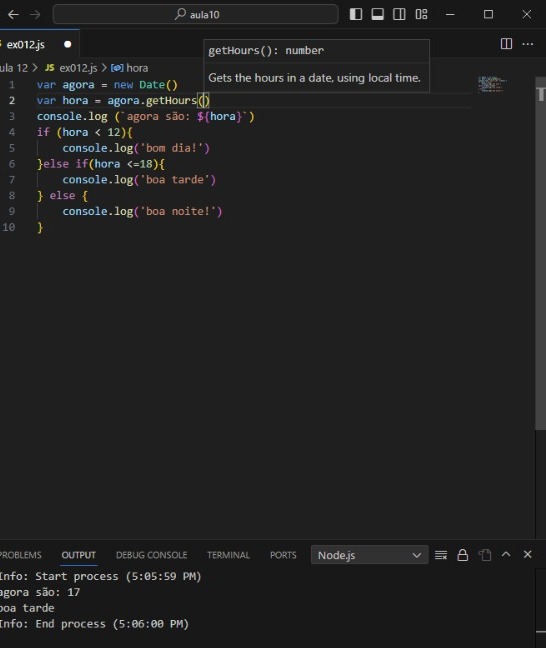 aula10
ex012.js
getHours(): number
Gets the hours in a date, using local time.
ula 12 > JS ex012.js > hora
1 var agora = new Date()
2 var hora = agora.getHours()
3 console.log (`agora são: ${hora}`)
4 if (hora < 12){
5 console.log('bom dia!')
6 }else if(hora <=18){
7 console.log('boa tarde')
8 } else {
9 console.log('boa noite!')
10 }
PROBLEMS OUTPUT DEBUG CONSOLE TERMINAL PORTS Node.js
Info: Start process (5:05:59 PM)
agora são: 17
boa tarde
Info: End process (5:06:00 PM)